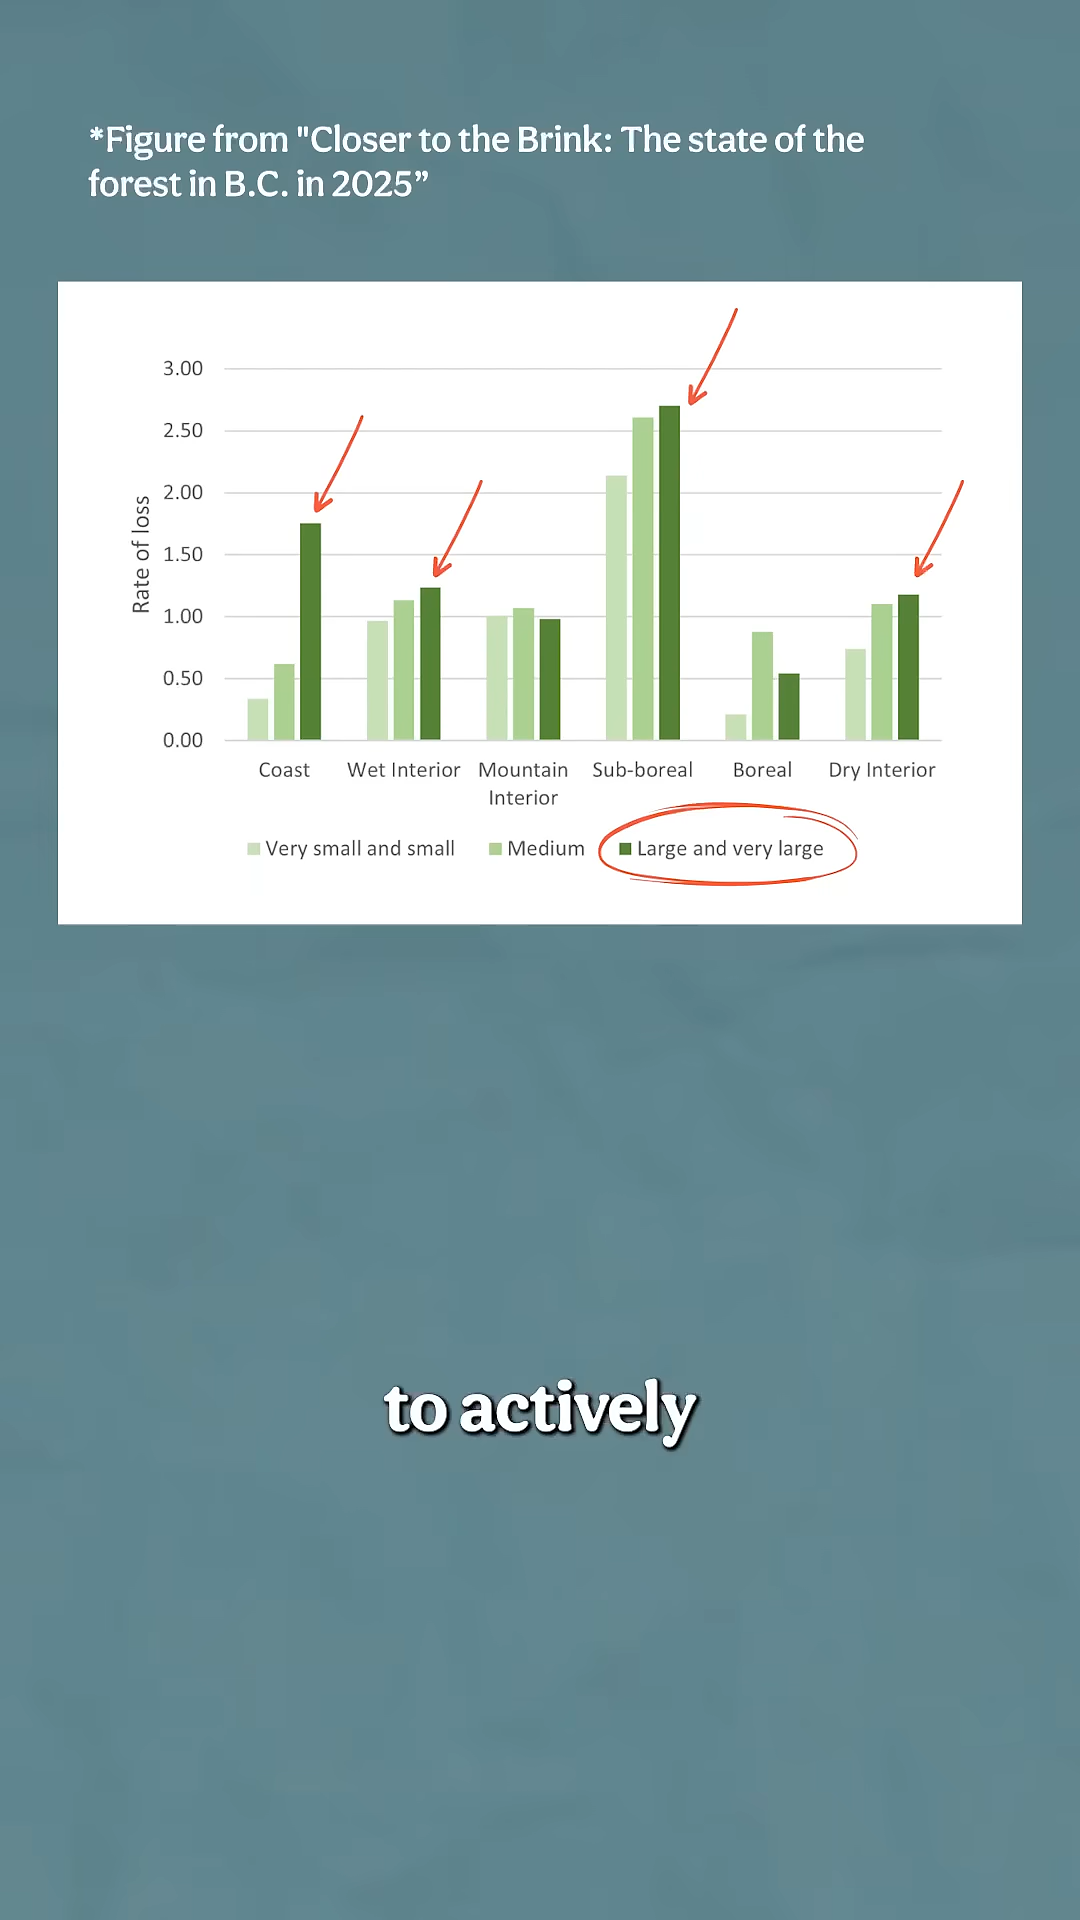 *Figure from "Closer to the Brink: The state of the
forest in B.C. in 2025”
3.00
2.50
2.00
1.50
1.00
0.50
0.00
Rate of loss
Coast
Wet Interior
Mountain
Interior
Sub-boreal
Boreal
Dry Interior
Very small and small
Medium
Large and very large
to actively